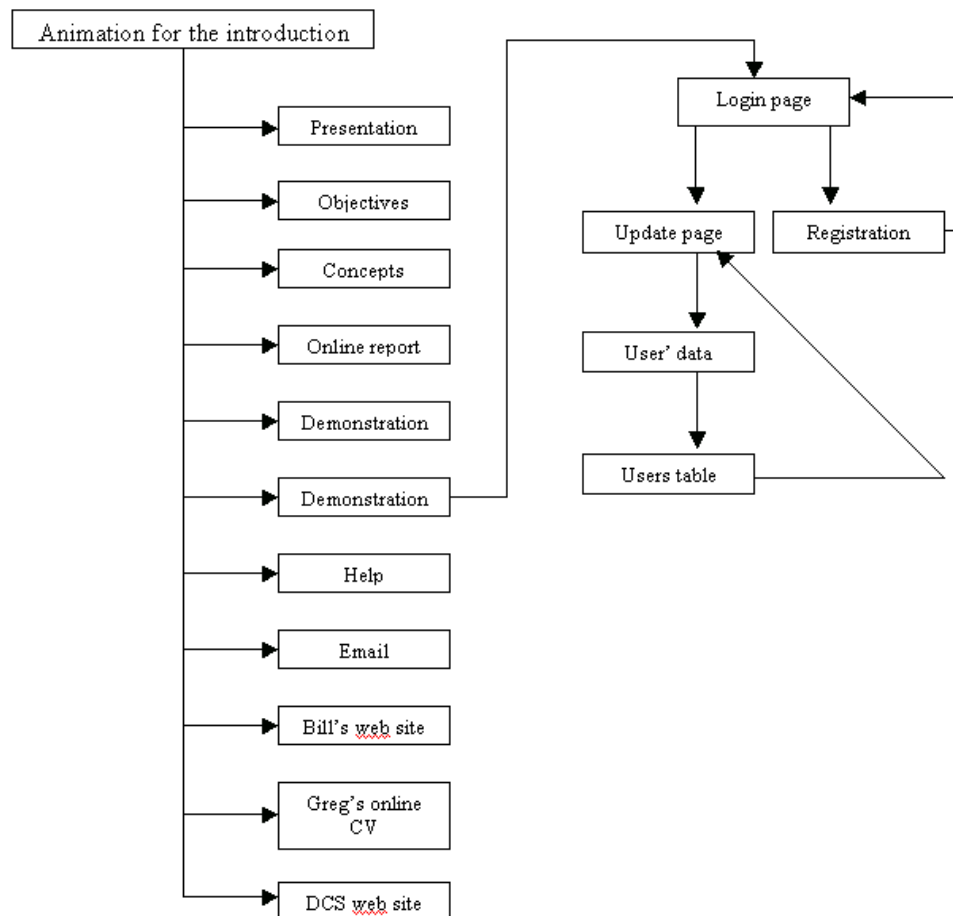 Animation for the introduction
Presentation
Objectives
Concepts
Online report
Demonstration
Demonstration
Help
Email
Bill's web site
Greg's online
CV
DCS web site
Login page
Update page
Registration
User' data
Users table